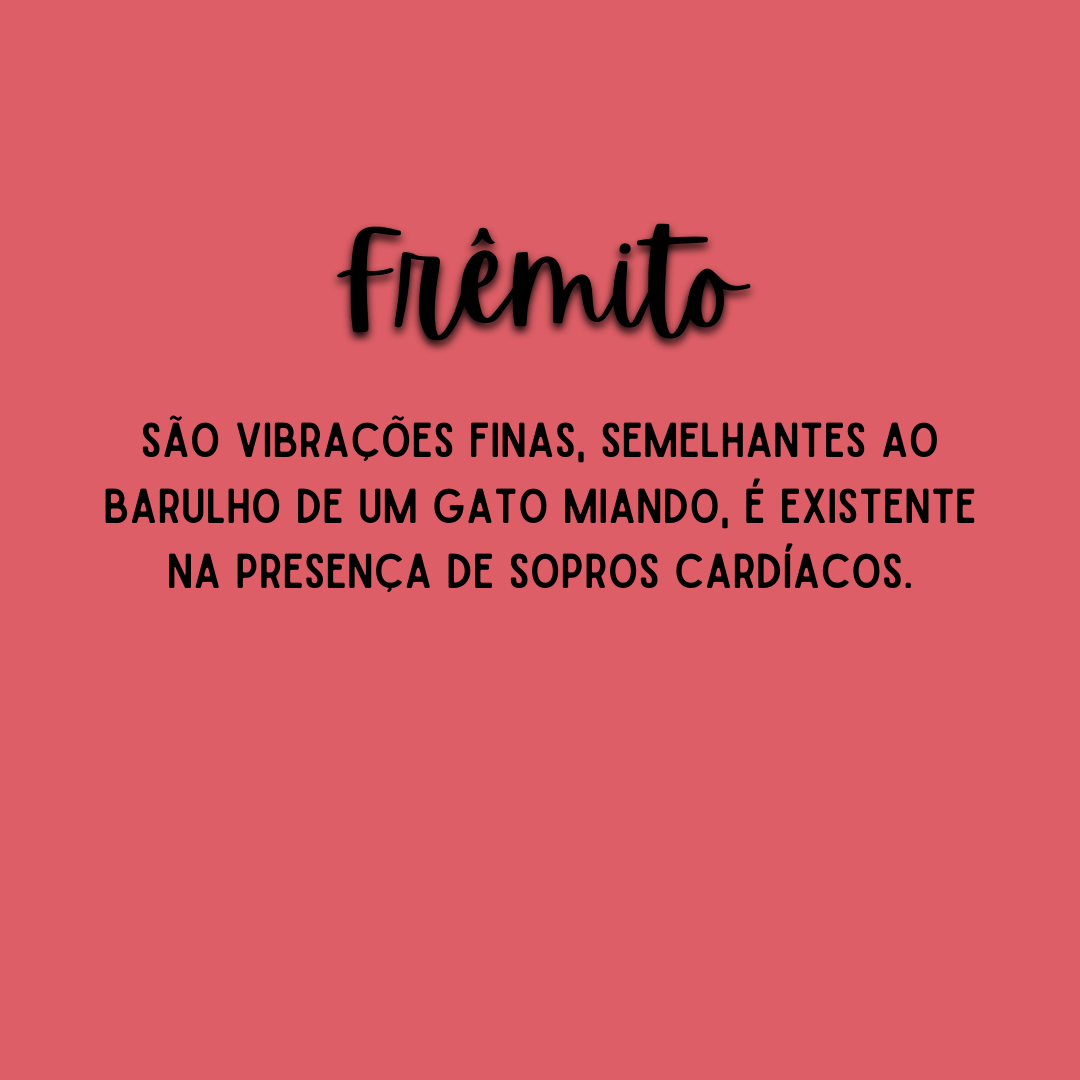 Frêmito
SÃO VIBRAÇÕES FINAS, SEMELHANTES AO
BARULHO DE UM GATO MIANDO, É EXISTENTE
NA PRESENÇA DE SOPROS CARDÍACOS.